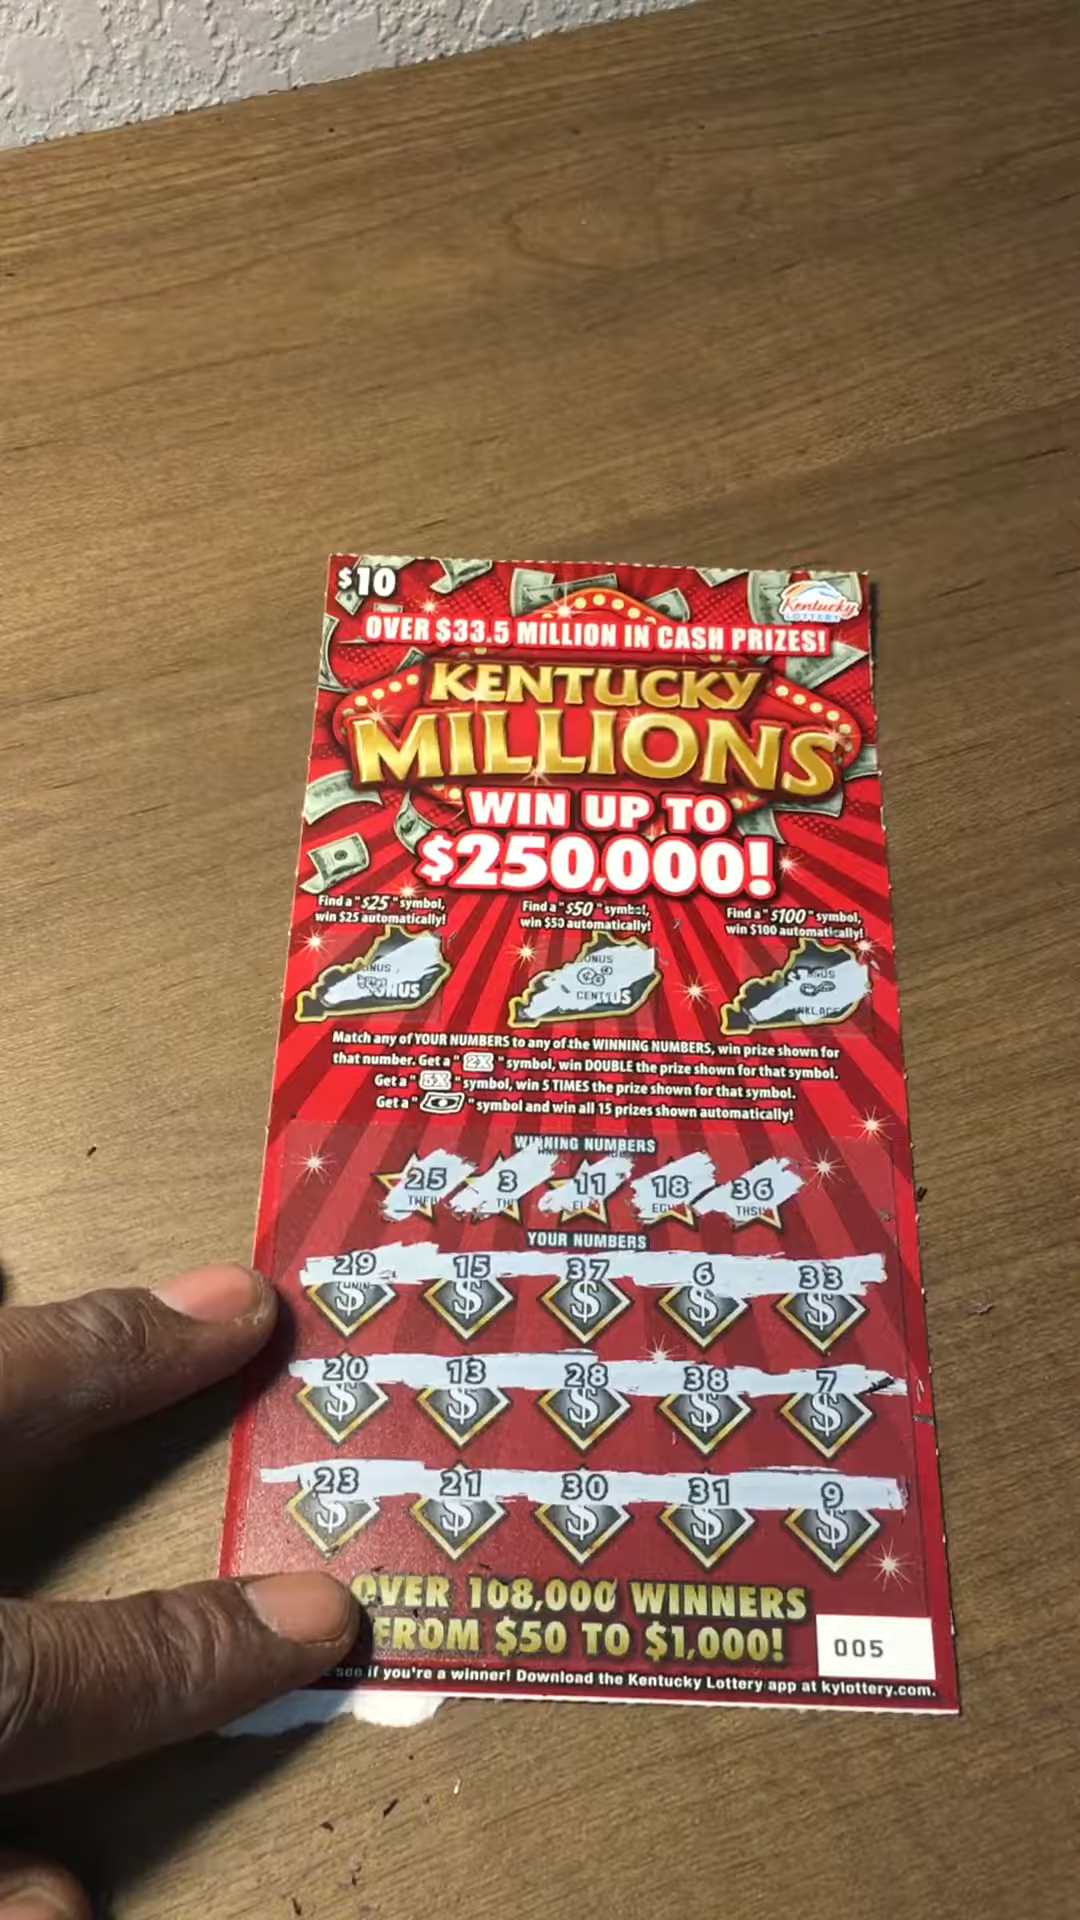 $10
Kentucky
LOTTERY
OVER $33.5 MILLION IN CASH PRIZES!
KENTUCKY
MILLIONS
WIN UP TO
$250,000!
Find a "$25" symbol,
win $25 automatically!
Find a "$50" symbol,
win $50 automatically!
Find a "$100" symbol,
win $100 automatically!
Match any of YOUR NUMBERS to any of the WINNING NUMBERS, win prize shown for
that number. Get a "2X" symbol, win DOUBLE the prize shown for that symbol.
Get a "5X" symbol, win 5 TIMES the prize shown for that symbol.
Get a " " symbol and win all 15 prizes shown automatically!
WINNING NUMBERS
25 3 11 18 36
YOUR NUMBERS
29 15 37 6 33
$ $ $ $ $
20 13 28 38 7
$ $ $ $ $
23 21 30 31 9
$ $ $ $ $
OVER 108,000 WINNERS
FROM $50 TO $1,000!
005
see if you're a winner! Download the Kentucky Lottery app at kylottery.com.